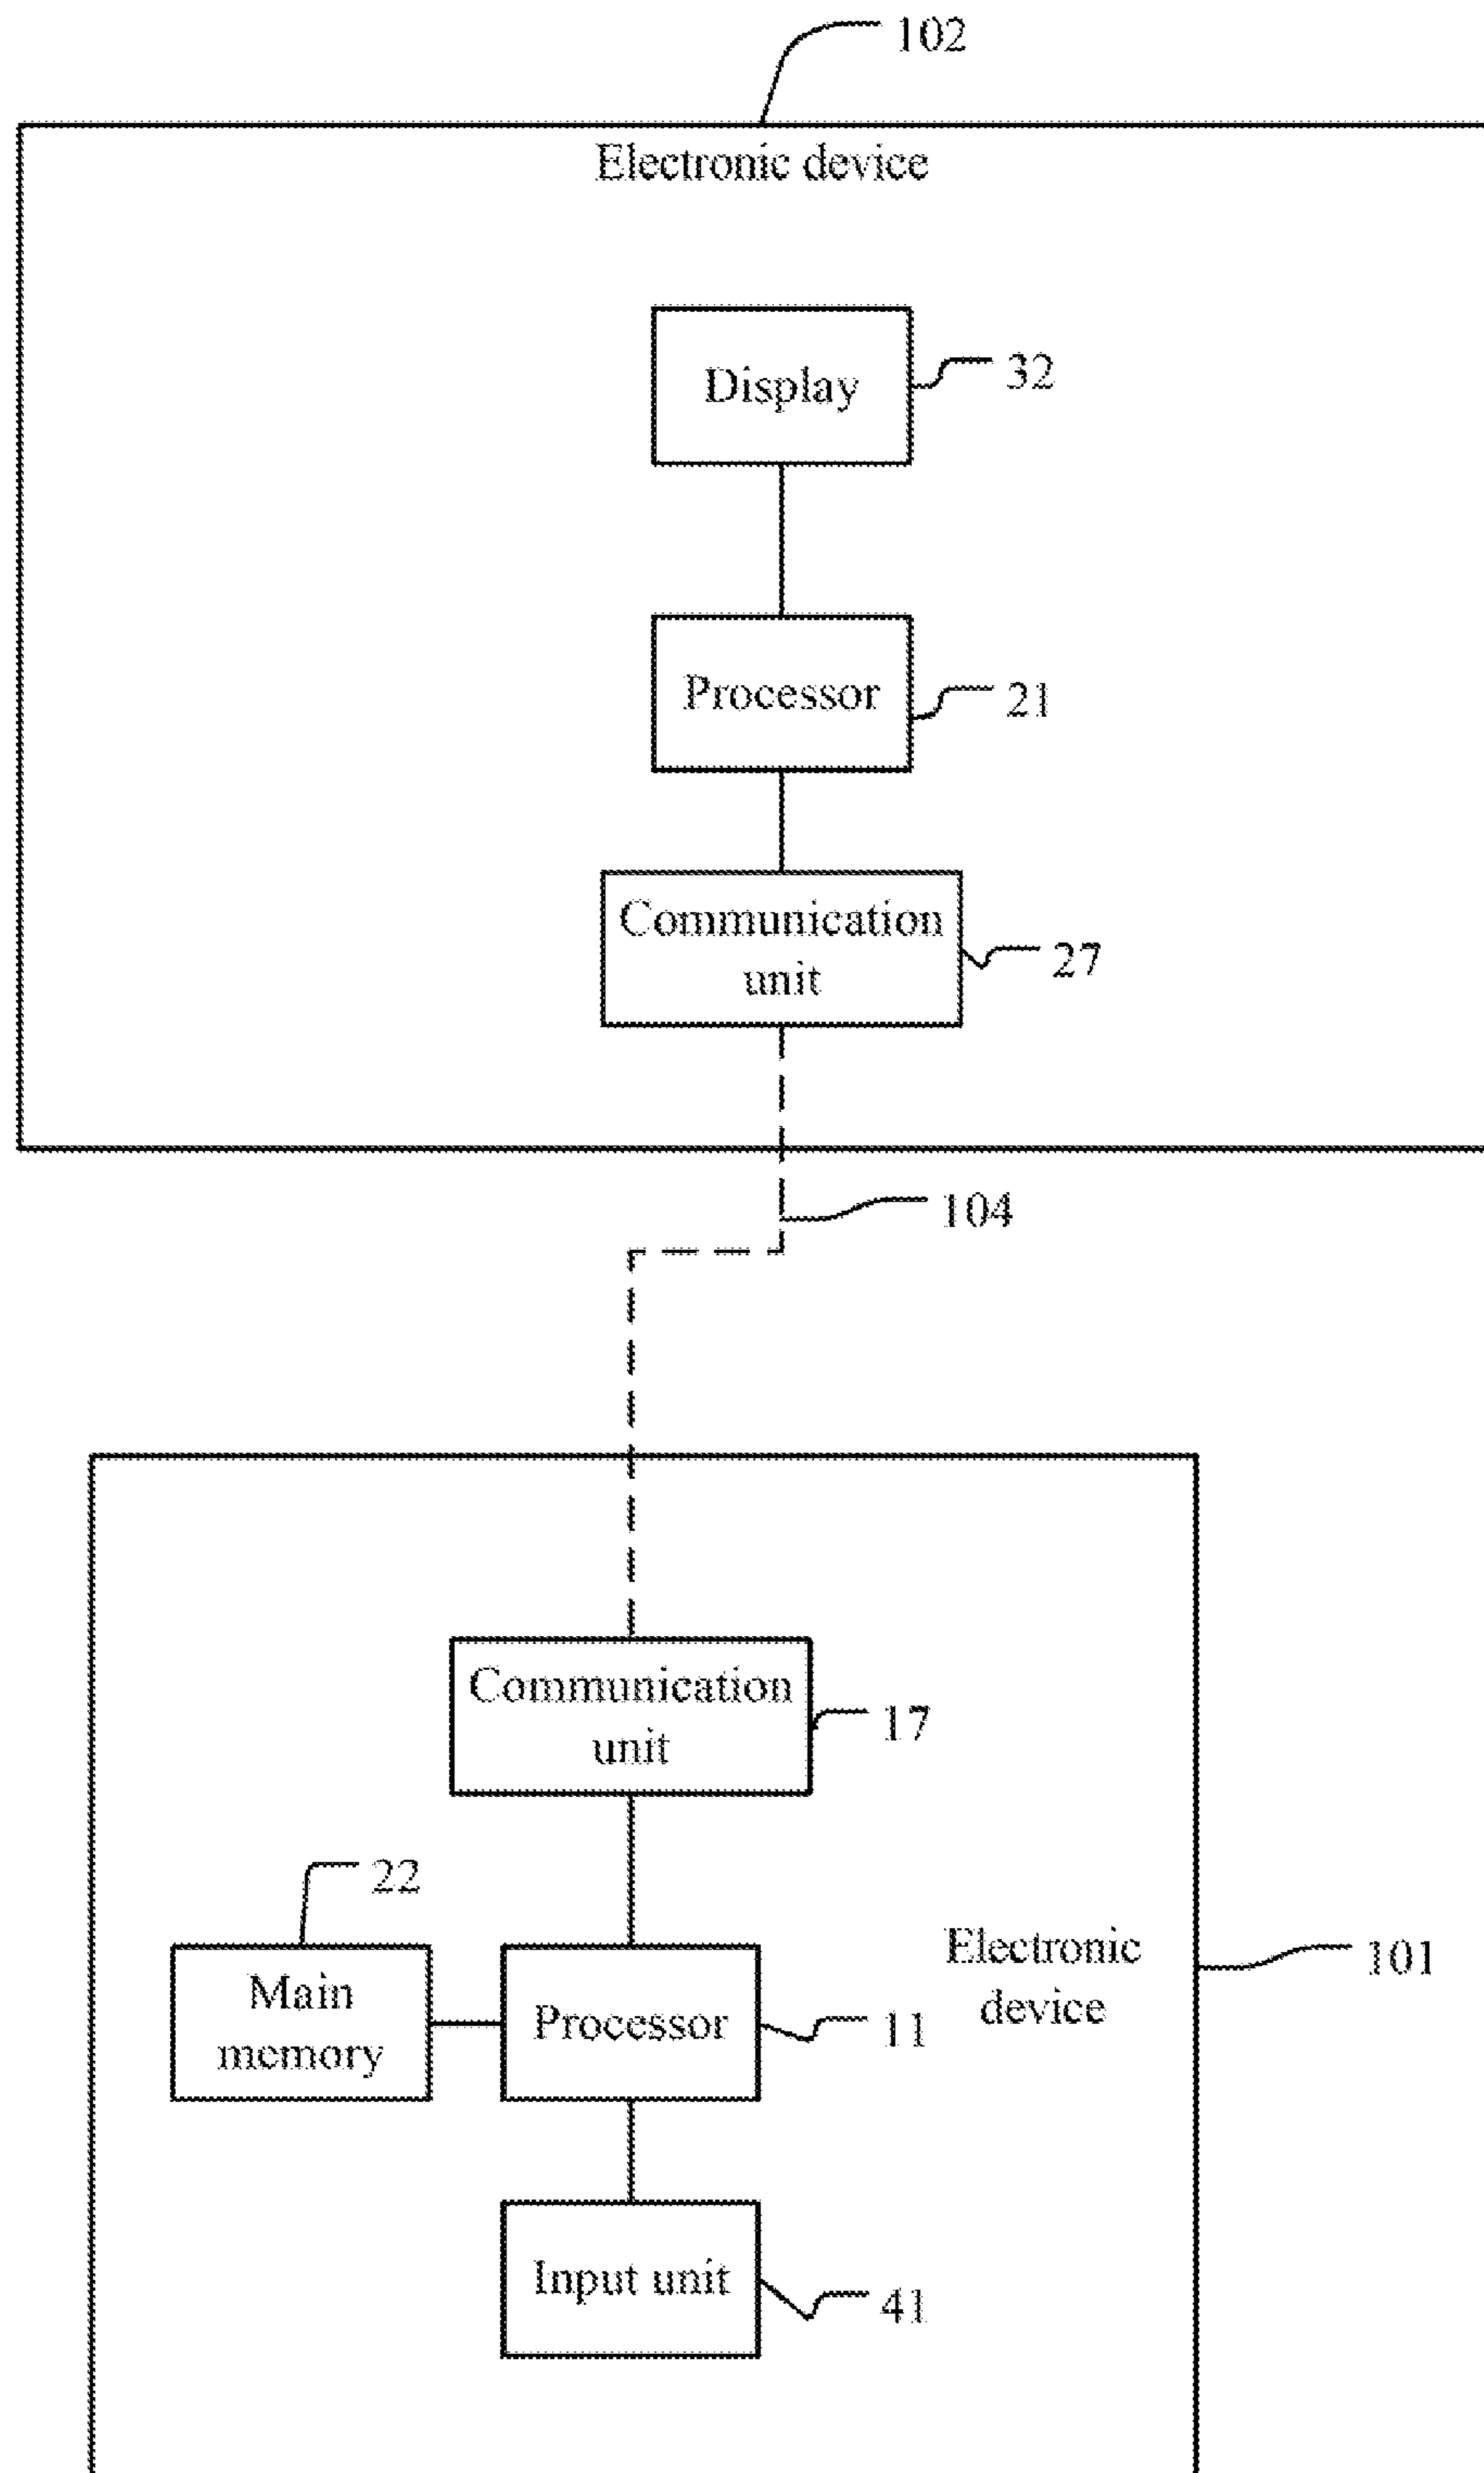 102
Electronic device
Display
32
Processor
21
Communication
unit
27
104
Communication
unit
17
22
Main
memory
Processor
11
Electronic
device
101
Input unit
41